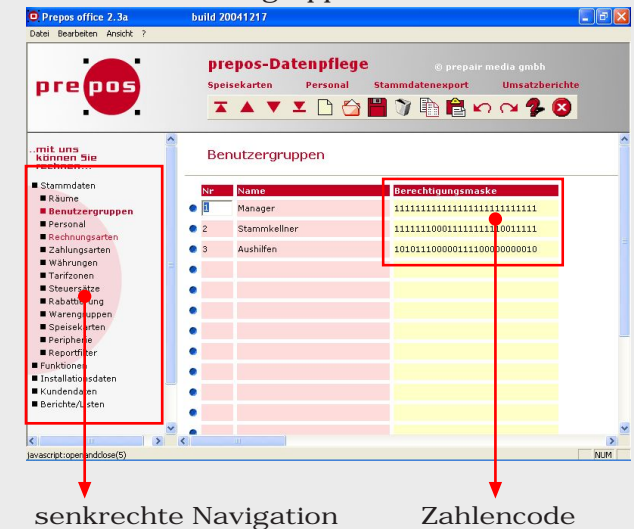 Prepos office 2.3a build 20041217
Datei Bearbeiten Ansicht ?
prepos
prepos-Datenpflege © prepair media gmbh
Speisekarten Personal Stammdatenexport Umsatzberichte
..mit uns
können Sie
rechnen...
Benutzergruppen
Stammdaten
Räume
Benutzergruppen
Personal
Rechnungsarten
Zahlungsarten
Währungen
Tarifzonen
Steuersätze
Rabattierung
Warengruppen
Speisekarten
Peripherie
Reportfilter
Funktionen
Installationsdaten
Kundendaten
Berichte/Listen
Nr Name Berechtigungsmaske
1 Manager
2 Stammkellner
3 Aushilfen
javascript:openandclose(5) NUM
senkrechte Navigation Zahlencode